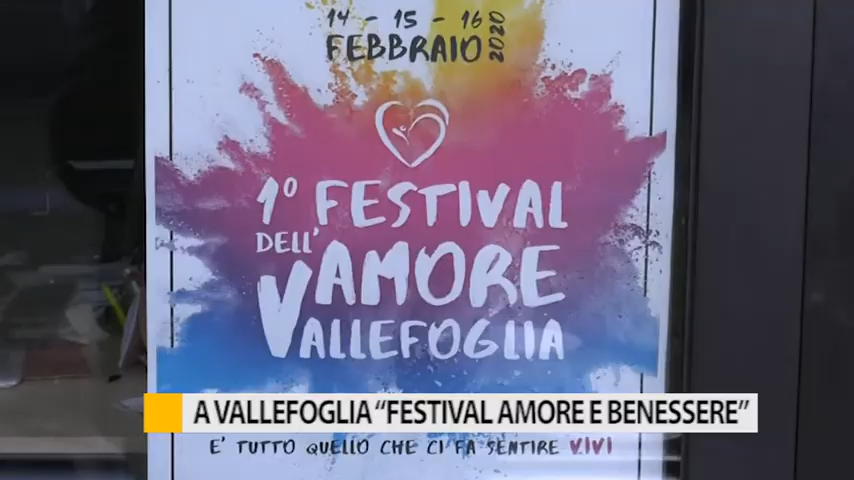 14 - 15 - 16
FEBBRAIO 2020
1° FESTIVAL
DELL'AMORE
VALLEFOGLIA
A VALLEFOGLIA “FESTIVAL AMORE E BENESSERE”
E' TUTTO QUELLO CHE CI FA SENTIRE VIVI